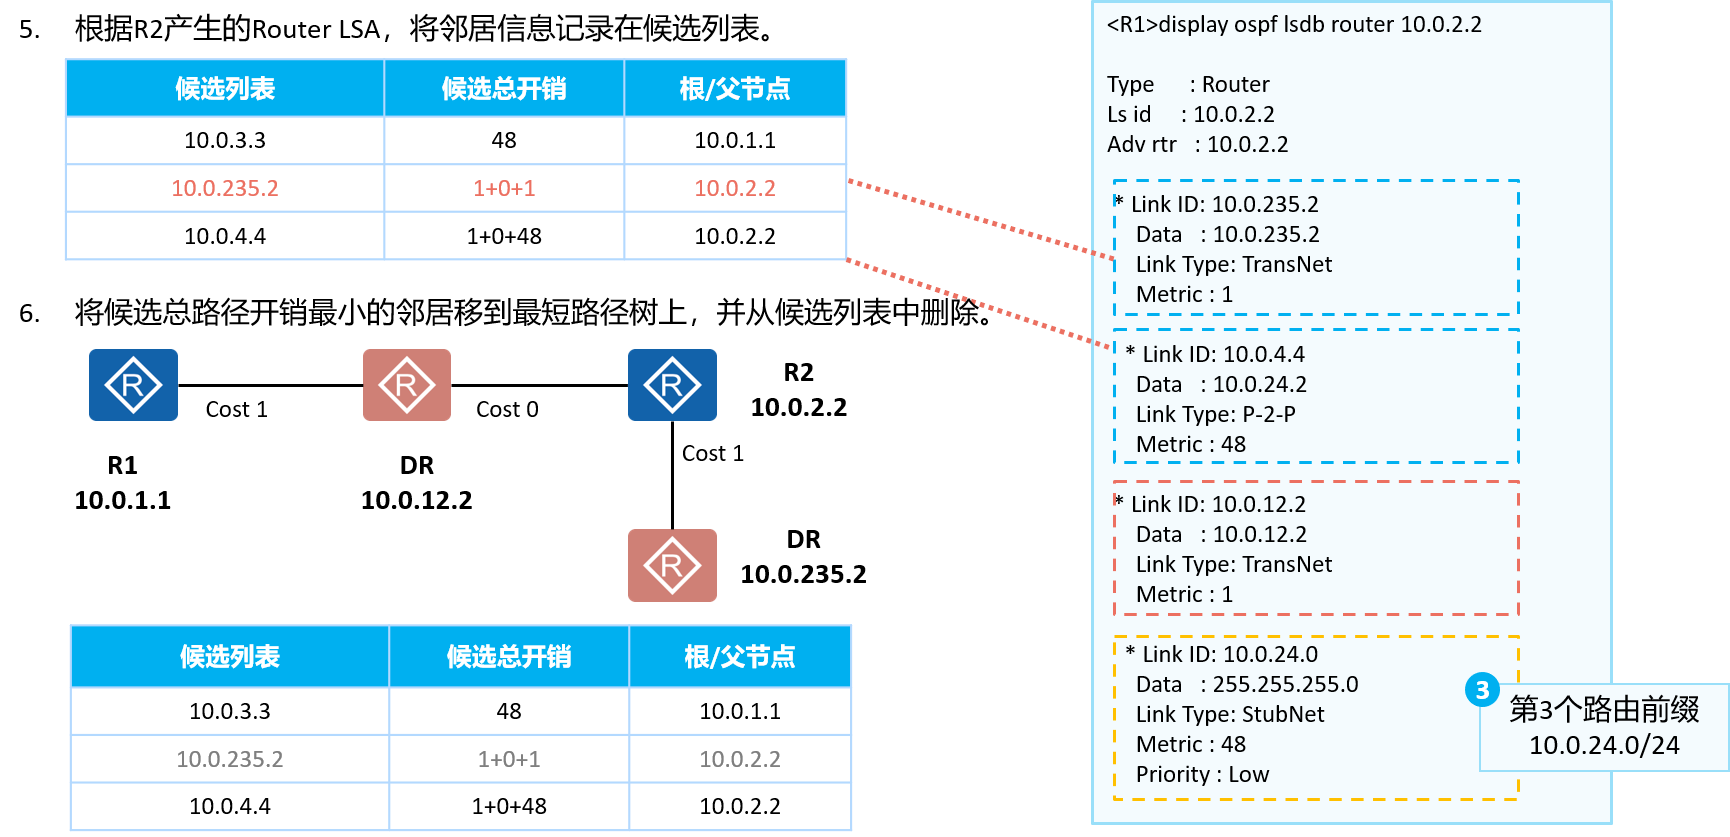 5. 根据R2产生的Router LSA，将邻居信息记录在候选列表。
候选列表 候选总开销 根/父节点
10.0.3.3 48 10.0.1.1
10.0.235.2 1+0+1 10.0.2.2
10.0.4.4 1+0+48 10.0.2.2
6. 将候选总路径开销最小的邻居移到最短路径树上，并从候选列表中删除。
R
R
R
R2
10.0.2.2
Cost 1
Cost 0
Cost 1
R1
10.0.1.1
DR
10.0.12.2
R
DR
10.0.235.2
候选列表 候选总开销 根/父节点
10.0.3.3 48 10.0.1.1
10.0.235.2 1+0+1 10.0.2.2
10.0.4.4 1+0+48 10.0.2.2
<R1>display ospf lsdb router 10.0.2.2
Type : Router
Ls id : 10.0.2.2
Adv rtr : 10.0.2.2
* Link ID: 10.0.235.2
Data : 10.0.235.2
Link Type: TransNet
Metric : 1
* Link ID: 10.0.4.4
Data : 10.0.24.2
Link Type: P-2-P
Metric : 48
* Link ID: 10.0.12.2
Data : 10.0.12.2
Link Type: TransNet
Metric : 1
* Link ID: 10.0.24.0
Data : 255.255.255.0
Link Type: StubNet
Metric : 48
Priority : Low
3
第3个路由前缀
10.0.24.0/24